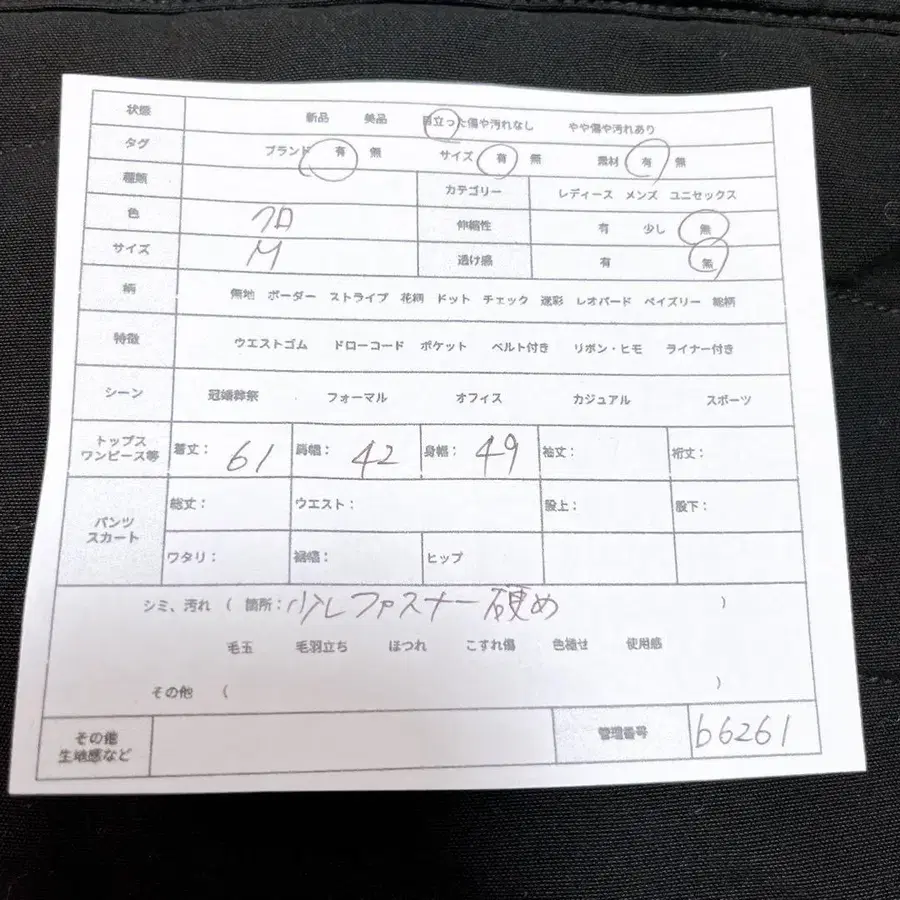 状態 新品 美品 目立った傷や汚れなし やや傷や汚れあり
タグ ブランド 有 無 サイズ 有 無 素材 有 無
種類 カテゴリー レディース メンズ ユニセックス
色 クロ 伸縮性 有 少し 無
サイズ M 透け感 有 無
柄 無地 ボーダー ストライプ 花柄 ドット チェック 迷彩 レオパード ペイズリー 総柄
特徴 ウエストゴム ドローコード ポケット ベルト付き リボン・ヒモ ライナー付き
シーン 冠婚葬祭 フォーマル オフィス カジュアル スポーツ
トップス
ワンピース等 着丈: 61 肩幅: 42 身幅: 49 袖丈: 裄丈:
パンツ
スカート 総丈: ウエスト: 股上: 股下:
ワタリ: 裾幅: ヒップ
シミ、汚れ ( 箇所: 少しファスナー硬め )
毛玉 毛羽立ち ほつれ こすれ傷 色褪せ 使用感
その他 ( )
その他
生地感など 管理番号 b6261